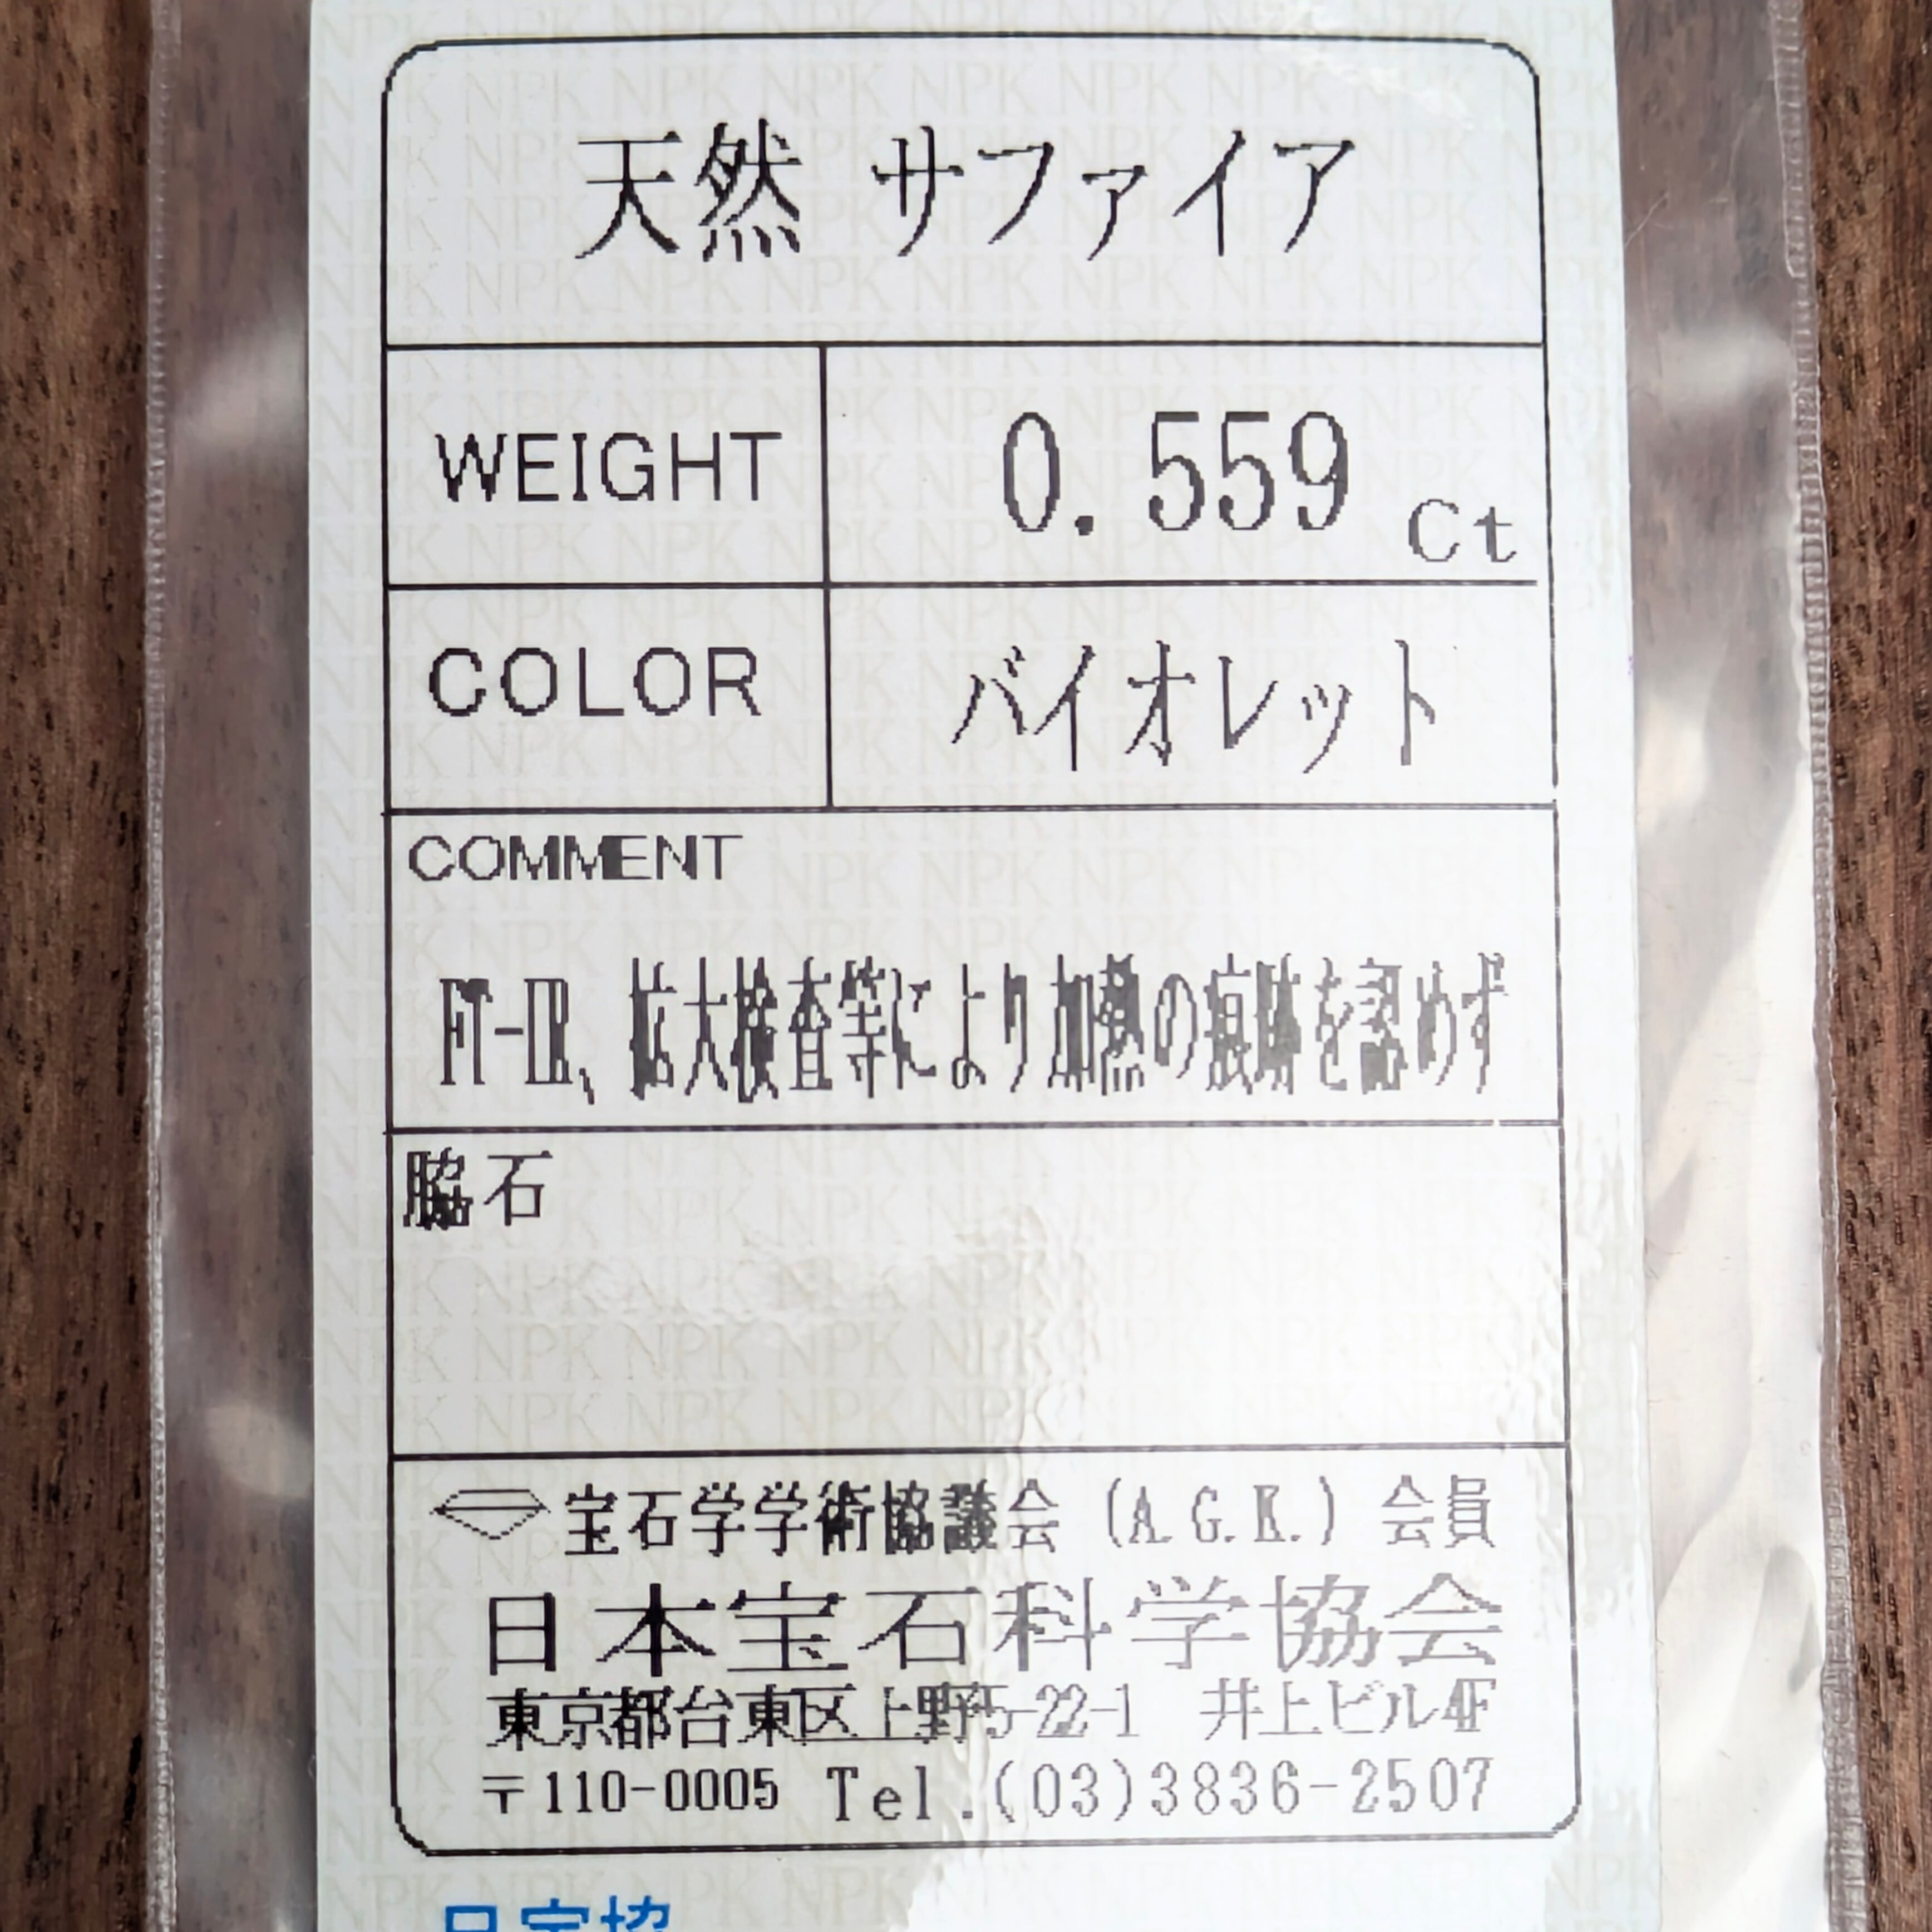 天然 サファイア
WEIGHT 0.559 Ct
COLOR バイオレット
COMMENT
FT-IR、拡大検査等により加熱の痕跡を認めず
脇石
宝石学学術協議会(A.G.K.)会員
日本宝石科学協会
東京都台東区上野5-22-1 井上ビル4F
〒110-0005 Tel.(03)3836-2507
日宝協